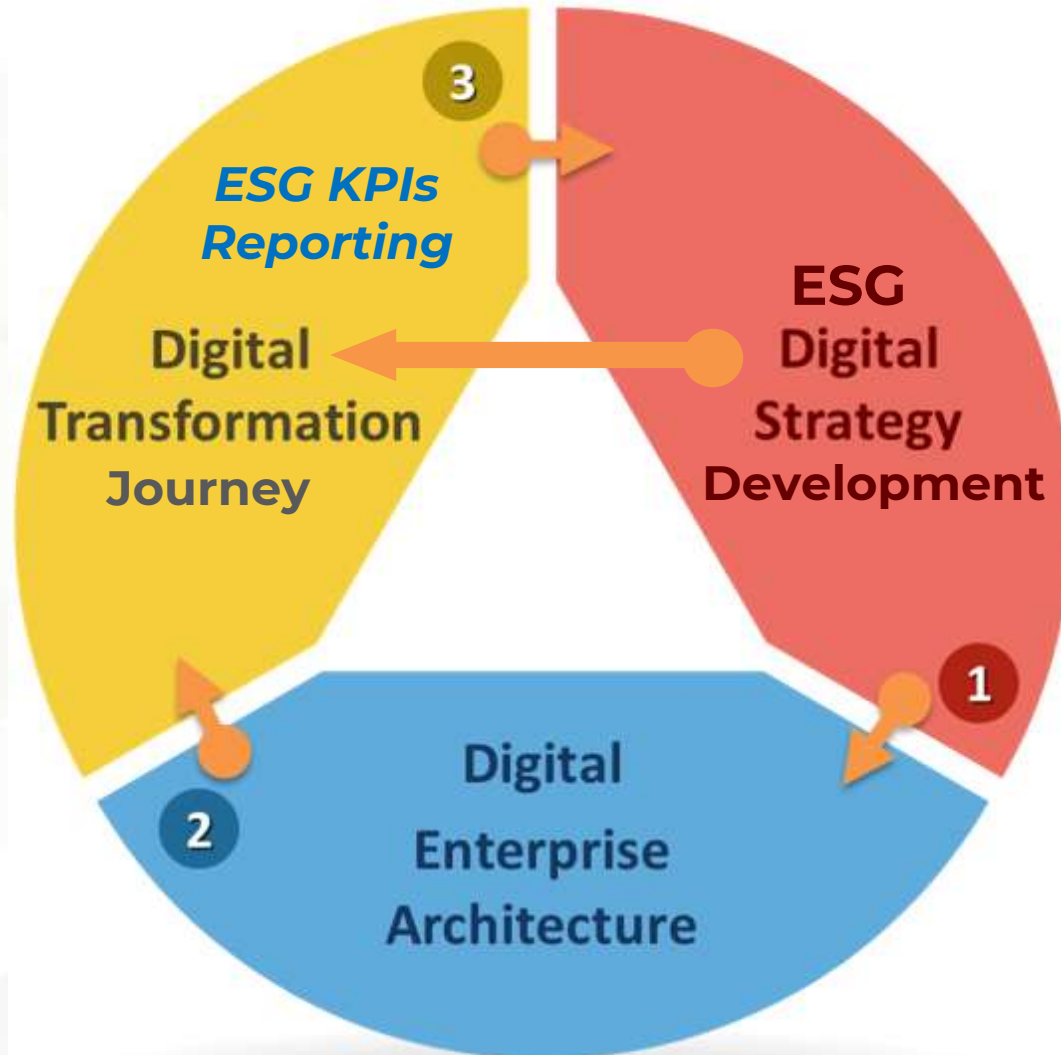 3
ESG KPIs
Reporting
Digital
Transformation
Journey
ESG
Digital
Strategy
Development
1
Digital
Enterprise
Architecture
2